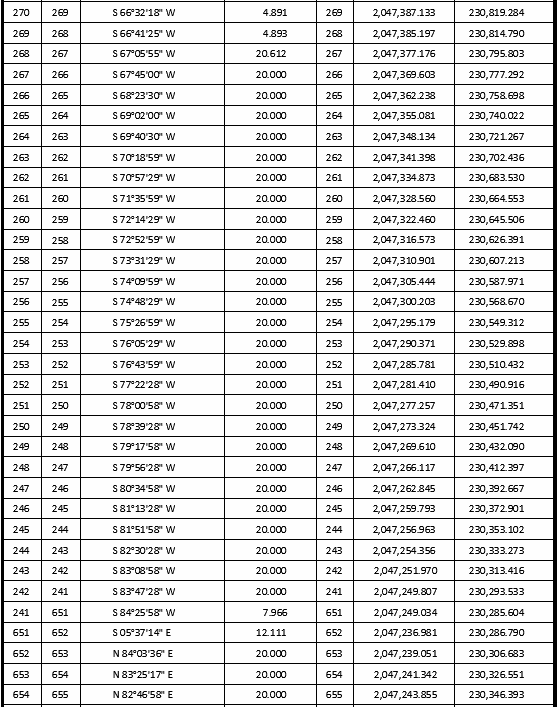 270 269 S 66°32'18" W 4.891 269 2,047,387.133 230,819.284
269 268 S 66°41'25" W 4.893 268 2,047,385.197 230,814.790
268 267 S 67°05'55" W 20.612 267 2,047,377.176 230,795.803
267 266 S 67°45'00" W 20.000 266 2,047,369.603 230,777.292
266 265 S 68°23'30" W 20.000 265 2,047,362.238 230,758.698
265 264 S 69°02'00" W 20.000 264 2,047,355.081 230,740.022
264 263 S 69°40'30" W 20.000 263 2,047,348.134 230,721.267
263 262 S 70°18'59" W 20.000 262 2,047,341.398 230,702.436
262 261 S 70°57'29" W 20.000 261 2,047,334.873 230,683.530
261 260 S 71°35'59" W 20.000 260 2,047,328.560 230,664.553
260 259 S 72°14'29" W 20.000 259 2,047,322.460 230,645.506
259 258 S 72°52'59" W 20.000 258 2,047,316.573 230,626.391
258 257 S 73°31'29" W 20.000 257 2,047,310.901 230,607.213
257 256 S 74°09'59" W 20.000 256 2,047,305.444 230,587.971
256 255 S 74°48'29" W 20.000 255 2,047,300.203 230,568.670
255 254 S 75°26'59" W 20.000 254 2,047,295.179 230,549.312
254 253 S 76°05'29" W 20.000 253 2,047,290.371 230,529.898
253 252 S 76°43'59" W 20.000 252 2,047,285.781 230,510.432
252 251 S 77°22'28" W 20.000 251 2,047,281.410 230,490.916
251 250 S 78°00'58" W 20.000 250 2,047,277.257 230,471.351
250 249 S 78°39'28" W 20.000 249 2,047,273.324 230,451.742
249 248 S 79°17'58" W 20.000 248 2,047,269.610 230,432.090
248 247 S 79°56'28" W 20.000 247 2,047,266.117 230,412.397
247 246 S 80°34'58" W 20.000 246 2,047,262.845 230,392.667
246 245 S 81°13'28" W 20.000 245 2,047,259.793 230,372.901
245 244 S 81°51'58" W 20.000 244 2,047,256.963 230,353.102
244 243 S 82°30'28" W 20.000 243 2,047,254.356 230,333.273
243 242 S 83°08'58" W 20.000 242 2,047,251.970 230,313.416
242 241 S 83°47'28" W 20.000 241 2,047,249.807 230,293.533
241 651 S 84°25'58" W 7.966 651 2,047,249.034 230,285.604
651 652 S 05°37'14" E 12.111 652 2,047,236.981 230,286.790
652 653 N 84°03'36" E 20.000 653 2,047,239.051 230,306.683
653 654 N 83°25'17" E 20.000 654 2,047,241.342 230,326.551
654 655 N 82°46'58" E 20.000 655 2,047,243.855 230,346.393